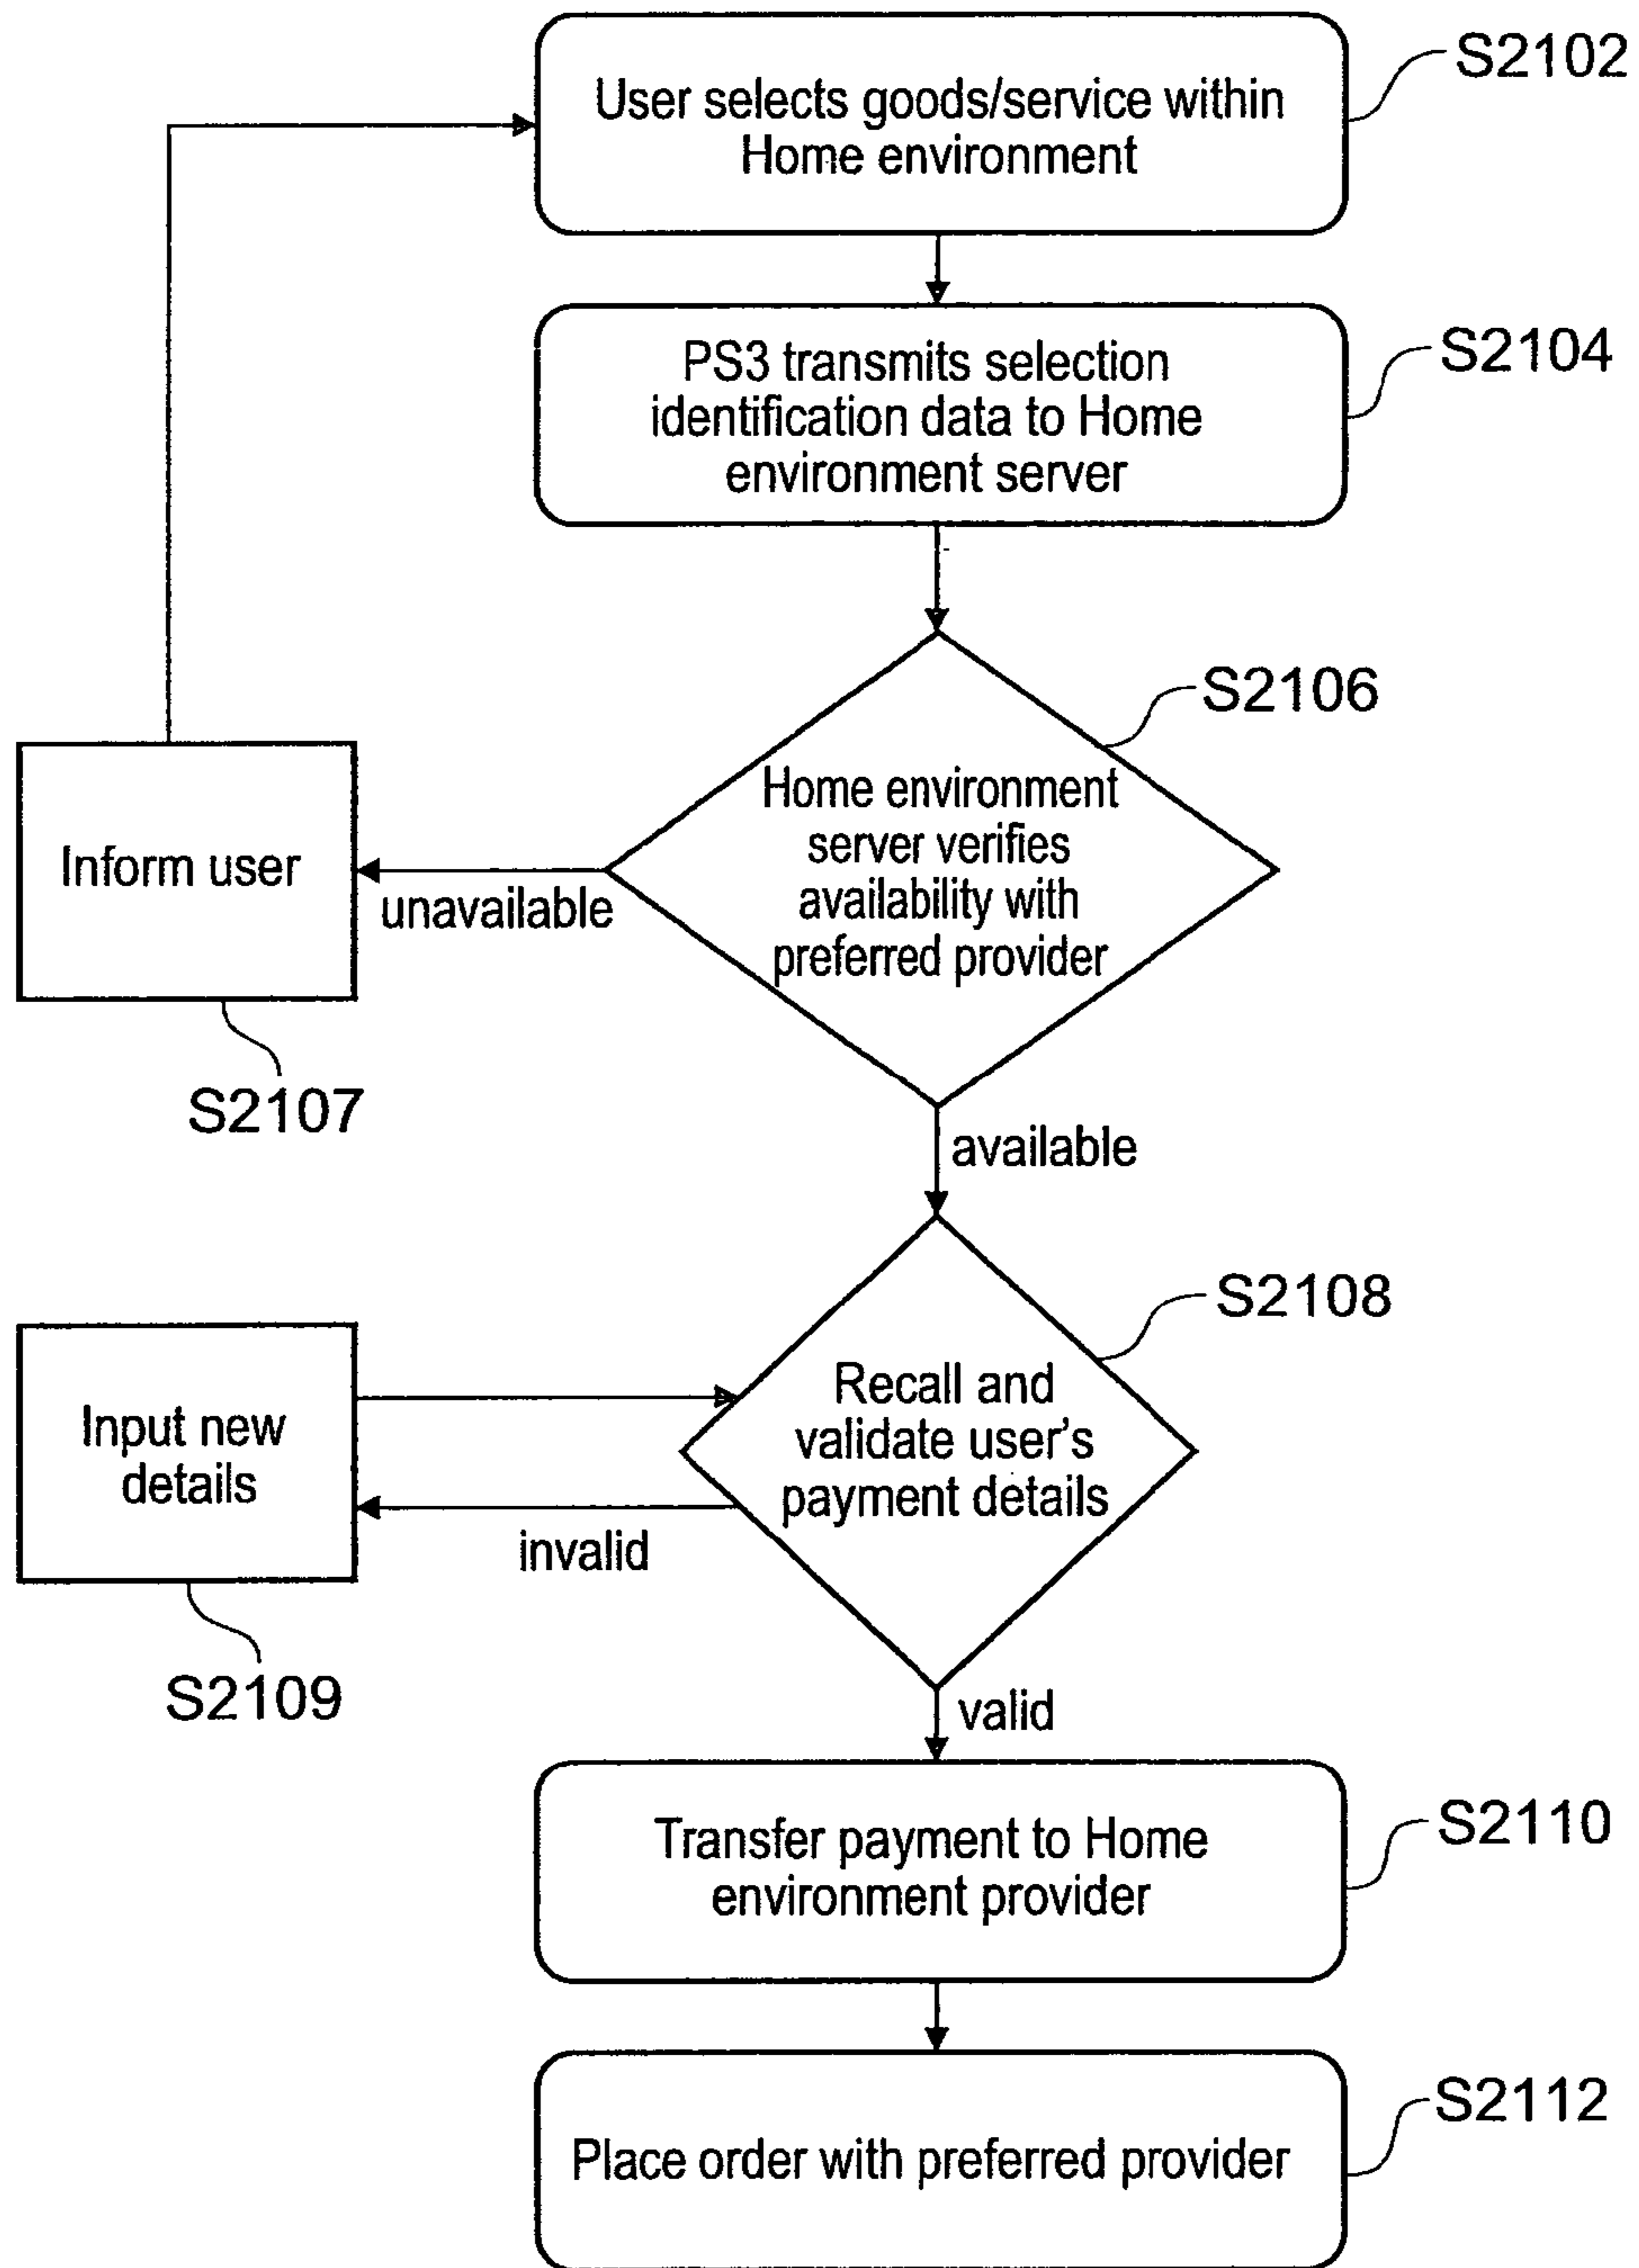 S2102
User selects goods/service within
Home environment
S2104
PS3 transmits selection
identification data to Home
environment server
S2106
Home environment
server verifies
availability with
preferred provider
Inform user
unavailable
S2107
available
S2108
Recall and
validate user's
payment details
Input new
details
invalid
S2109
valid
S2110
Transfer payment to Home
environment provider
S2112
Place order with preferred provider